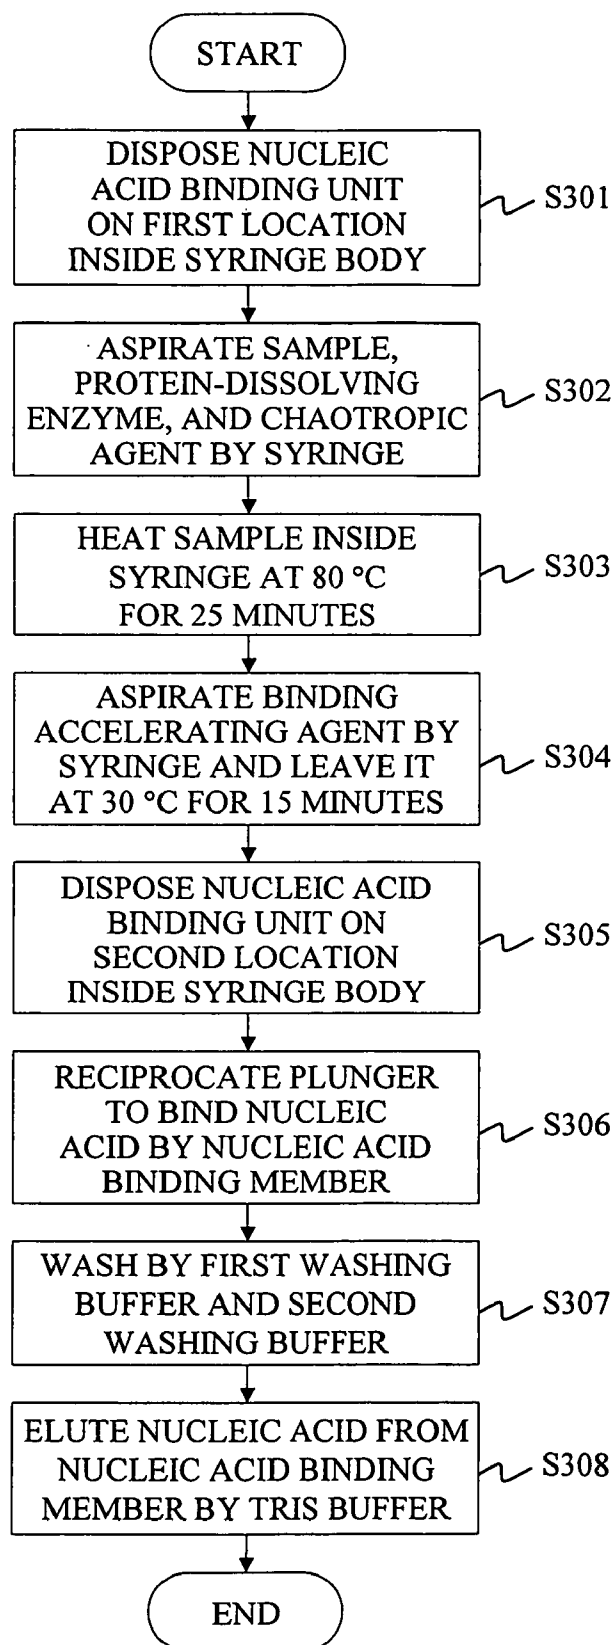 START
DISPOSE NUCLEIC
ACID BINDING UNIT
ON FIRST LOCATION
INSIDE SYRINGE BODY
S301
ASPIRATE SAMPLE,
PROTEIN-DISSOLVING
ENZYME, AND CHAOTROPIC
AGENT BY SYRINGE
S302
HEAT SAMPLE INSIDE
SYRINGE AT 80 °C
FOR 25 MINUTES
S303
ASPIRATE BINDING
ACCELERATING AGENT BY
SYRINGE AND LEAVE IT
AT 30 °C FOR 15 MINUTES
S304
DISPOSE NUCLEIC ACID
BINDING UNIT ON
SECOND LOCATION
INSIDE SYRINGE BODY
S305
RECIPROCATE PLUNGER
TO BIND NUCLEIC
ACID BY NUCLEIC ACID
BINDING MEMBER
S306
WASH BY FIRST WASHING
BUFFER AND SECOND
WASHING BUFFER
S307
ELUTE NUCLEIC ACID FROM
NUCLEIC ACID BINDING
MEMBER BY TRIS BUFFER
S308
END